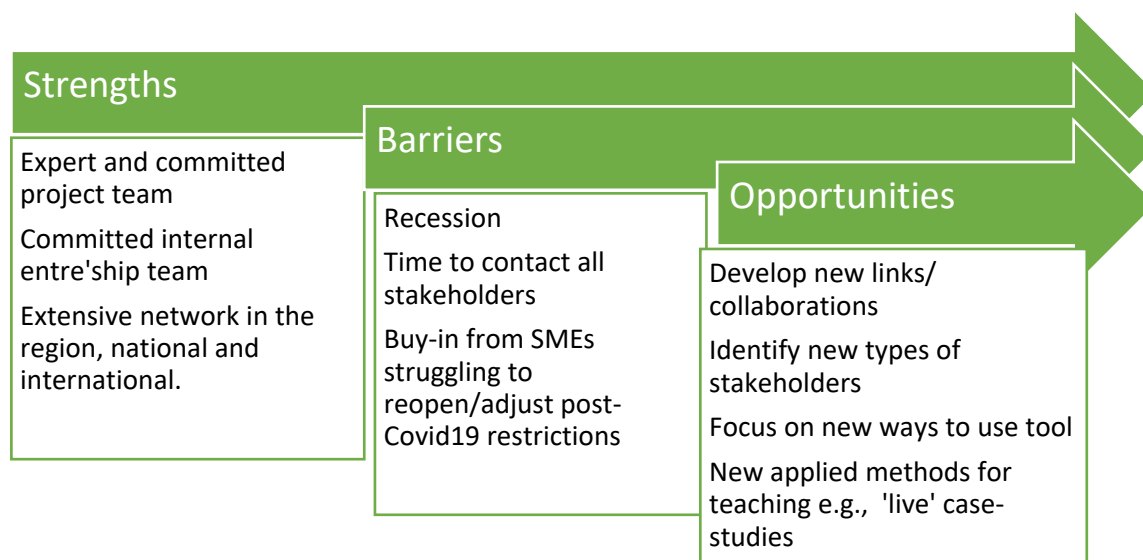 Strengths
Expert and committed
project team
Committed internal
entre'ship team
Extensive network in the
region, national and
international.
Barriers
Recession
Time to contact all
stakeholders
Buy-in from SMEs
struggling to
reopen/adjust post-
Covid19 restrictions
Opportunities
Develop new links/
collaborations
Identify new types of
stakeholders
Focus on new ways to use tool
New applied methods for
teaching e.g.,  'live' case-
studies